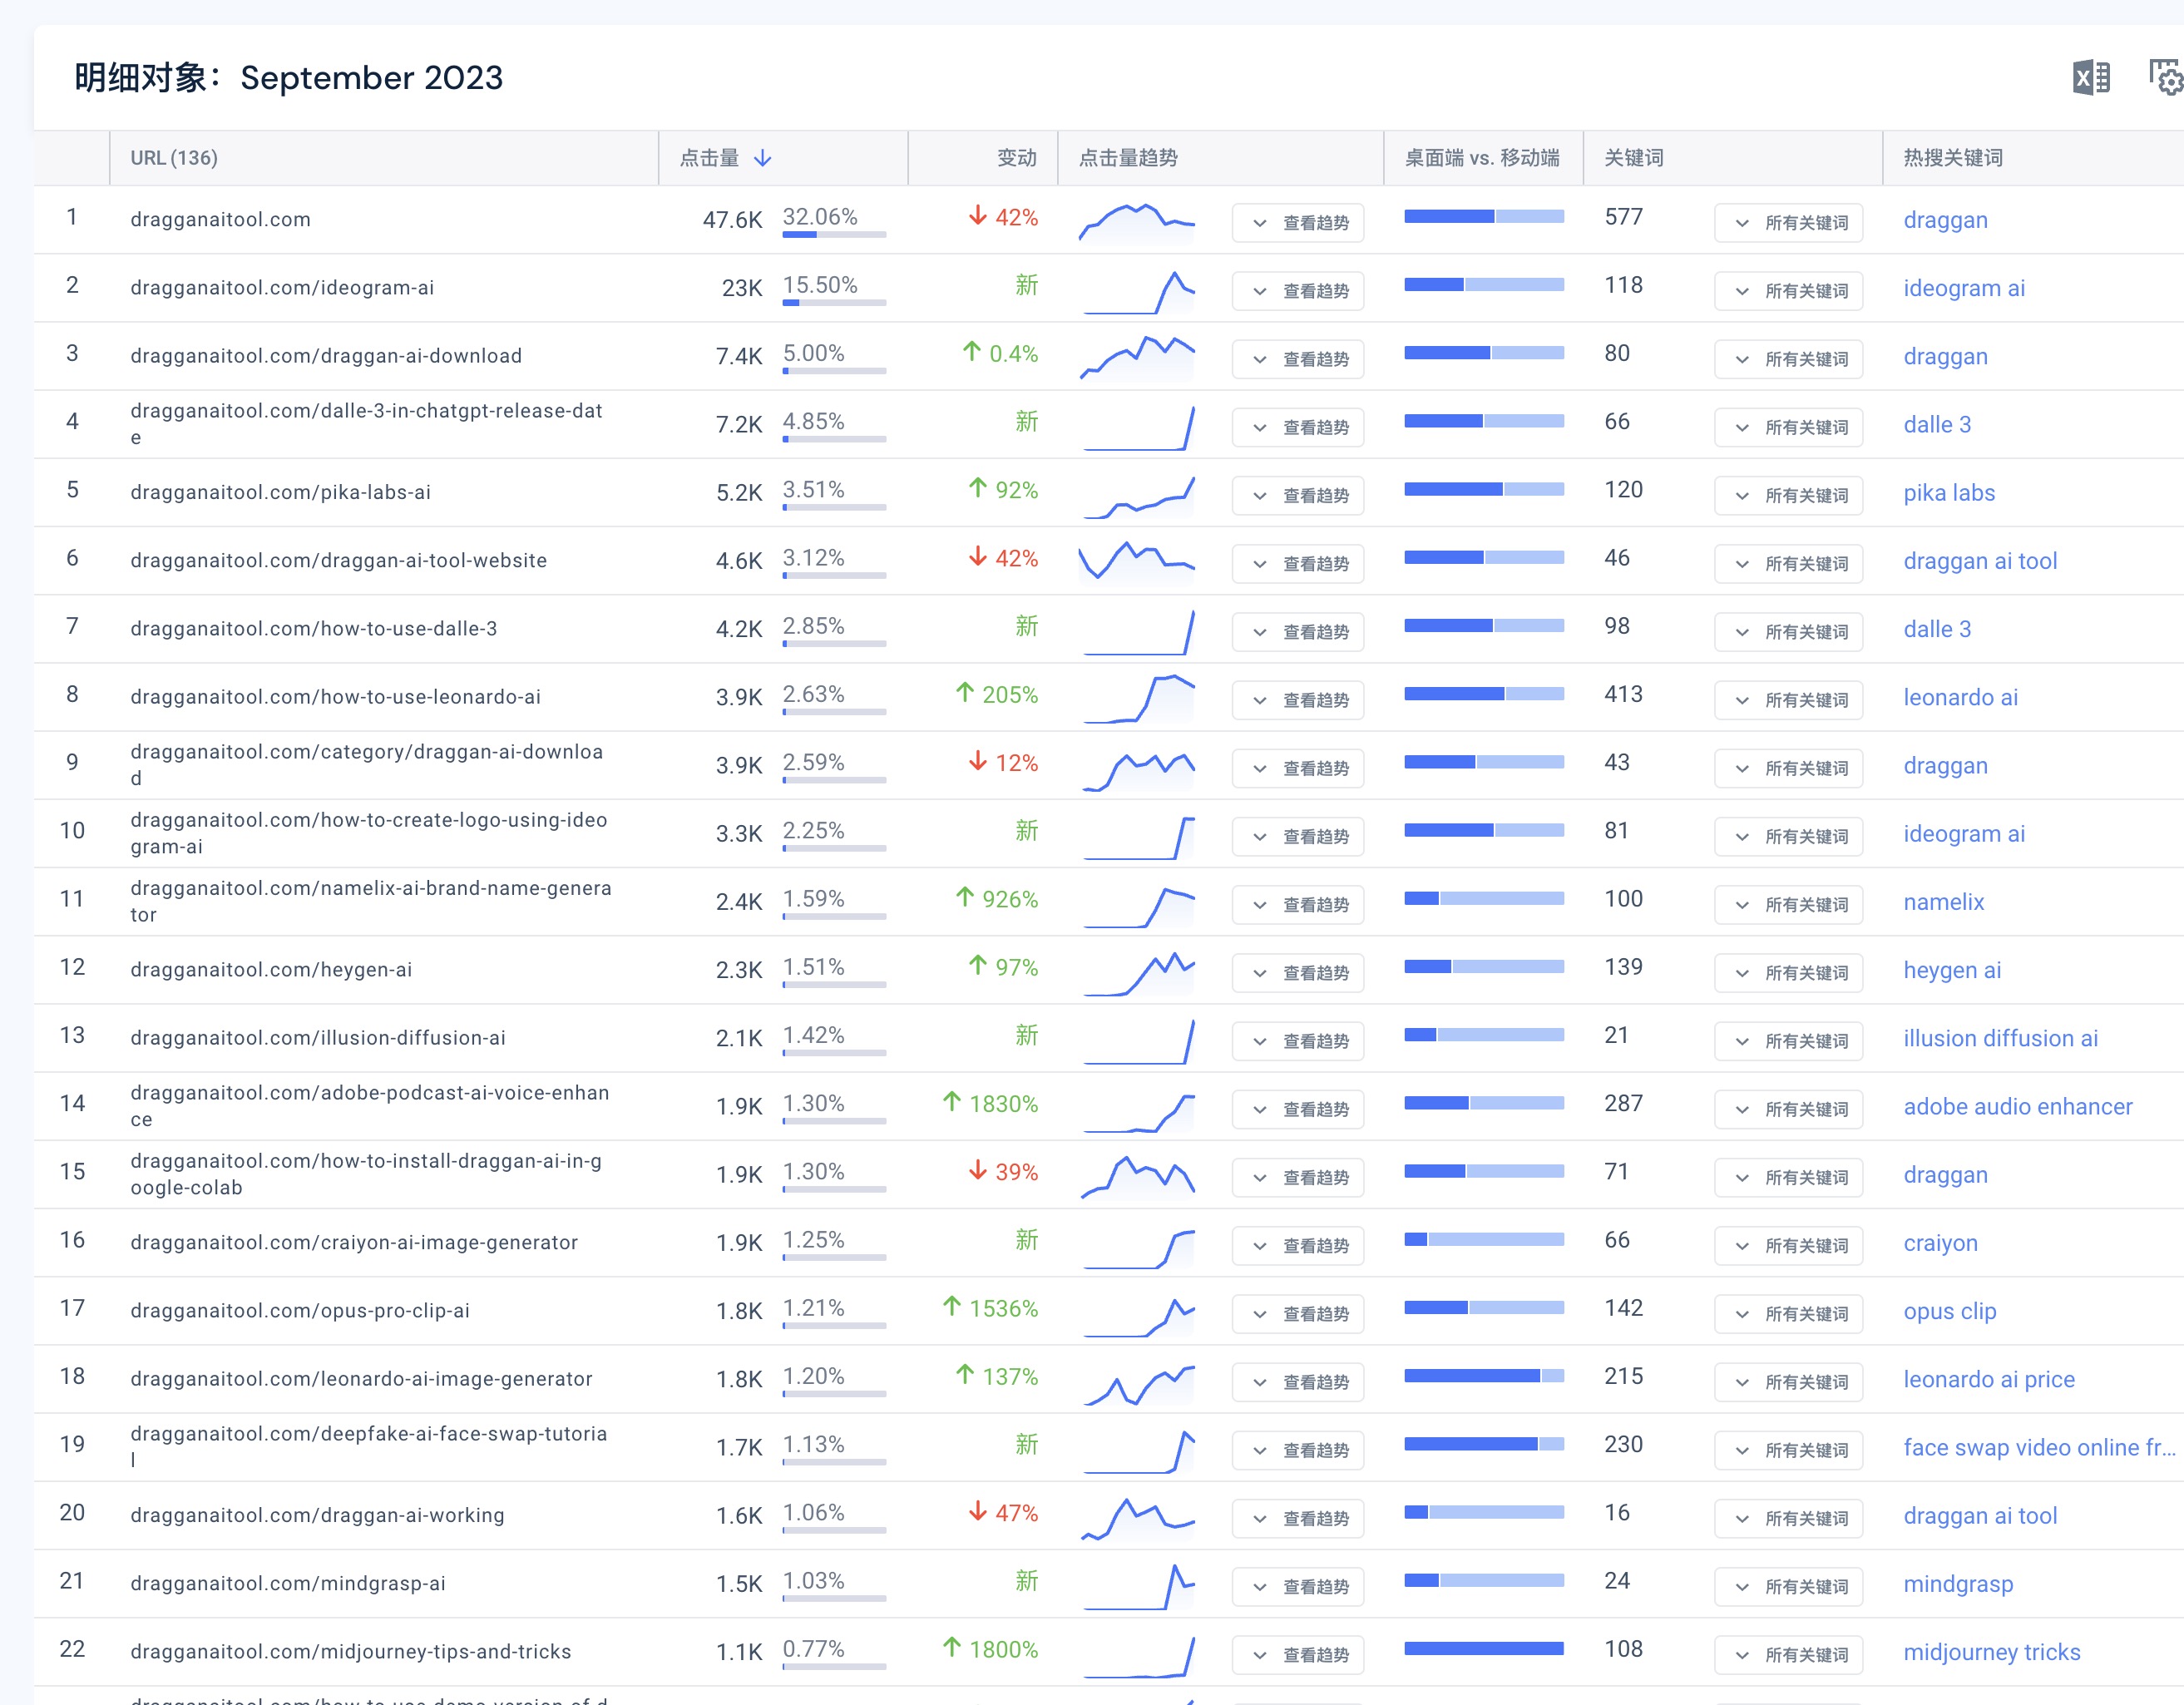 明细对象：September 2023
URL (136) 点击量 变动 点击量趋势 桌面端 vs. 移动端 关键词 热搜关键词
1 dragganaitool.com 47.6K 32.06% 42% 查看趋势 577 所有关键词 draggan
2 dragganaitool.com/ideogram-ai 23K 15.50% 新 查看趋势 118 所有关键词 ideogram ai
3 dragganaitool.com/draggan-ai-download 7.4K 5.00% 0.4% 查看趋势 80 所有关键词 draggan
4 dragganaitool.com/dalle-3-in-chatgpt-release-dat
e 7.2K 4.85% 新 查看趋势 66 所有关键词 dalle 3
5 dragganaitool.com/pika-labs-ai 5.2K 3.51% 92% 查看趋势 120 所有关键词 pika labs
6 dragganaitool.com/draggan-ai-tool-website 4.6K 3.12% 42% 查看趋势 46 所有关键词 draggan ai tool
7 dragganaitool.com/how-to-use-dalle-3 4.2K 2.85% 新 查看趋势 98 所有关键词 dalle 3
8 dragganaitool.com/how-to-use-leonardo-ai 3.9K 2.63% 205% 查看趋势 413 所有关键词 leonardo ai
9 dragganaitool.com/category/draggan-ai-downloa
d 3.9K 2.59% 12% 查看趋势 43 所有关键词 draggan
10 dragganaitool.com/how-to-create-logo-using-ideo
gram-ai 3.3K 2.25% 新 查看趋势 81 所有关键词 ideogram ai
11 dragganaitool.com/namelix-ai-brand-name-genera
tor 2.4K 1.59% 926% 查看趋势 100 所有关键词 namelix
12 dragganaitool.com/heygen-ai 2.3K 1.51% 97% 查看趋势 139 所有关键词 heygen ai
13 dragganaitool.com/illusion-diffusion-ai 2.1K 1.42% 新 查看趋势 21 所有关键词 illusion diffusion ai
14 dragganaitool.com/adobe-podcast-ai-voice-enhan
ce 1.9K 1.30% 1830% 查看趋势 287 所有关键词 adobe audio enhancer
15 dragganaitool.com/how-to-install-draggan-ai-in-g
oogle-colab 1.9K 1.30% 39% 查看趋势 71 所有关键词 draggan
16 dragganaitool.com/craiyon-ai-image-generator 1.9K 1.25% 新 查看趋势 66 所有关键词 craiyon
17 dragganaitool.com/opus-pro-clip-ai 1.8K 1.21% 1536% 查看趋势 142 所有关键词 opus clip
18 dragganaitool.com/leonardo-ai-image-generator 1.8K 1.20% 137% 查看趋势 215 所有关键词 leonardo ai price
19 dragganaitool.com/deepfake-ai-face-swap-tutoria
l 1.7K 1.13% 新 查看趋势 230 所有关键词 face swap video online fr...
20 dragganaitool.com/draggan-ai-working 1.6K 1.06% 47% 查看趋势 16 所有关键词 draggan ai tool
21 dragganaitool.com/mindgrasp-ai 1.5K 1.03% 新 查看趋势 24 所有关键词 mindgrasp
22 dragganaitool.com/midjourney-tips-and-tricks 1.1K 0.77% 1800% 查看趋势 108 所有关键词 midjourney tricks